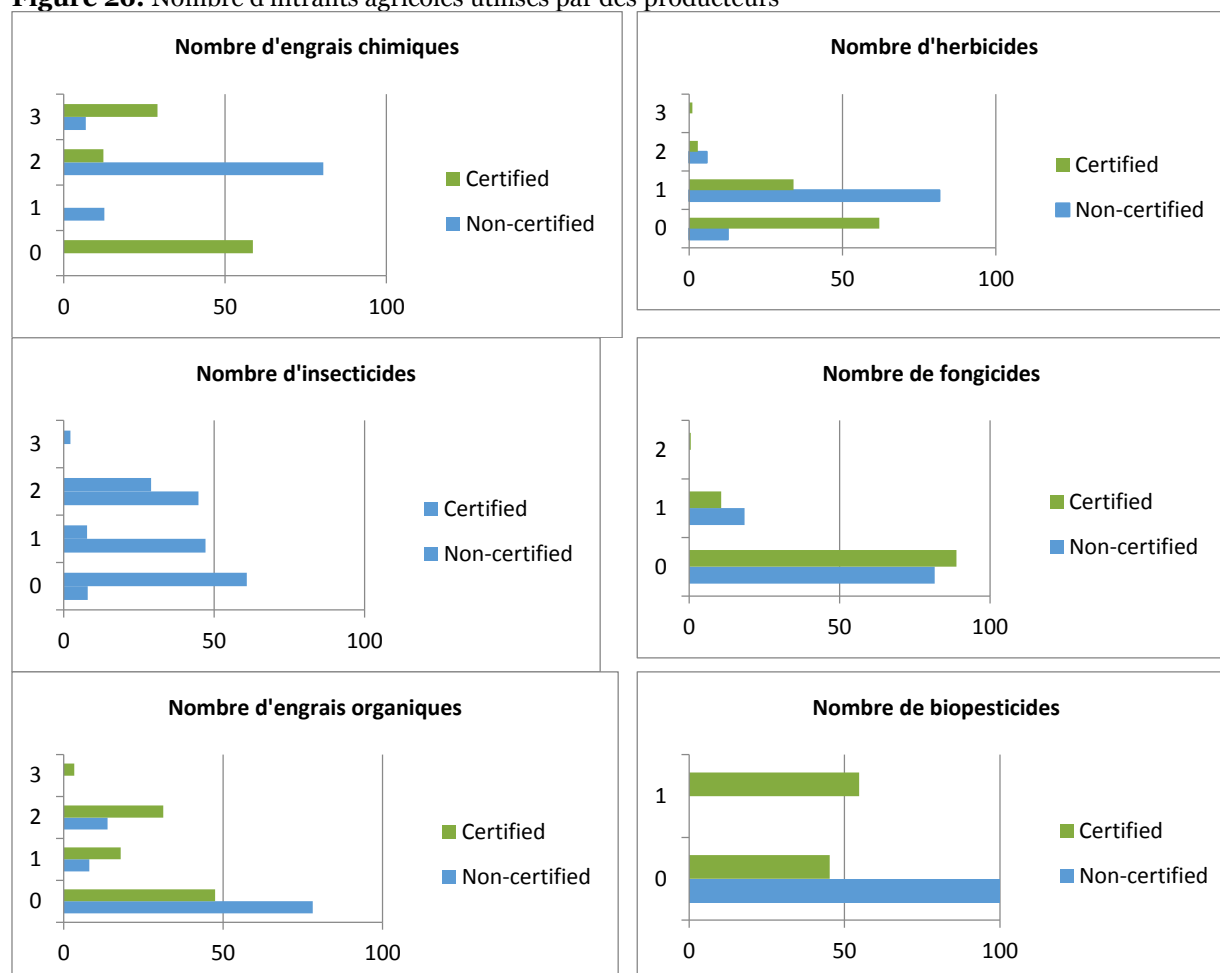 Figure 26. Nombre d'intrants agricoles utilisés par des producteurs
Nombre d'engrais chimiques
3
2
1
0
0 50 100
Certified
Non-certified
Nombre d'herbicides
3
2
1
0
0 50 100
Certified
Non-certified
Nombre d'insecticides
3
2
1
0
0 50 100
Certified
Non-certified
Nombre de fongicides
2
1
0
0 50 100
Certified
Non-certified
Nombre d'engrais organiques
3
2
1
0
0 50 100
Certified
Non-certified
Nombre de biopesticides
1
0
0 50 100
Certified
Non-certified